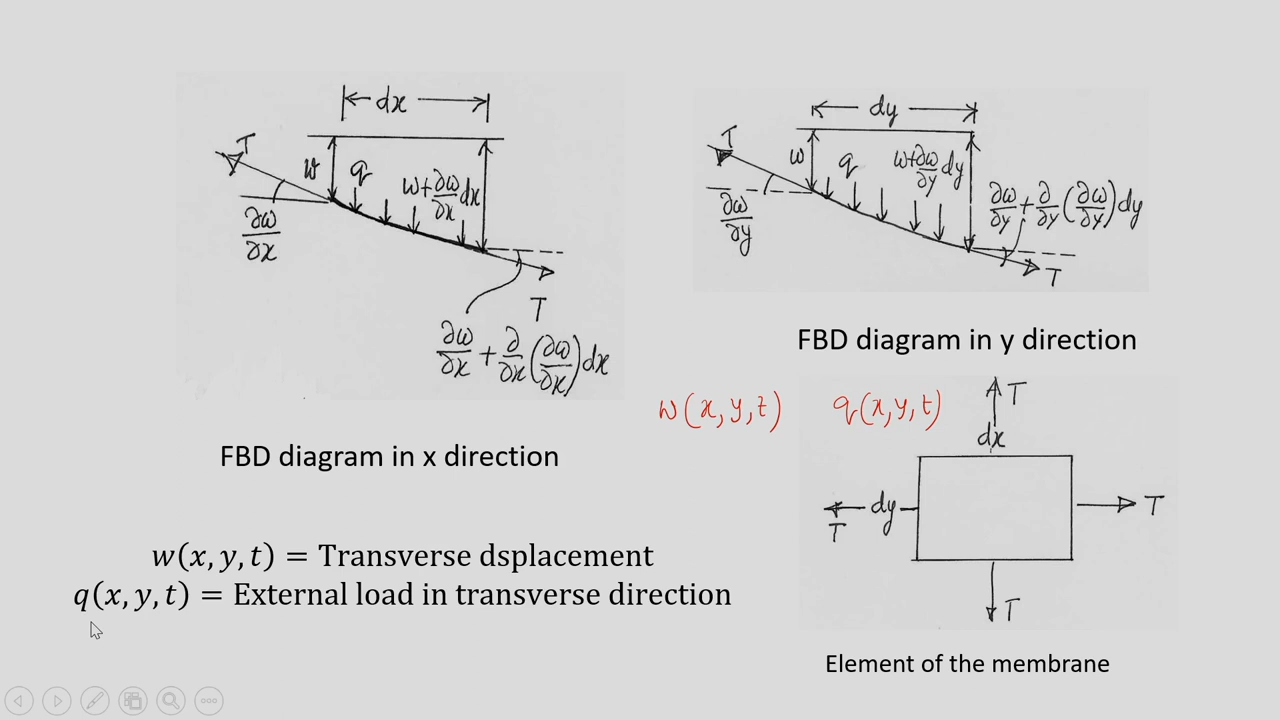 dx
T
w
q
w+∂w/∂x dx
∂w/∂x
T
∂w/∂x + ∂/∂x(∂w/∂x)dx
FBD diagram in x direction
dy
T
w
q
w+∂w/∂y dy
∂w/∂y
∂w/∂y + ∂/∂y(∂w/∂y)dy
T
FBD diagram in y direction
w(x,y,t) q(x,y,t)
T
dx
dy
T
T
T
Element of the membrane
w(x, y, t) = Transverse dsplacement
q(x, y, t) = External load in transverse direction